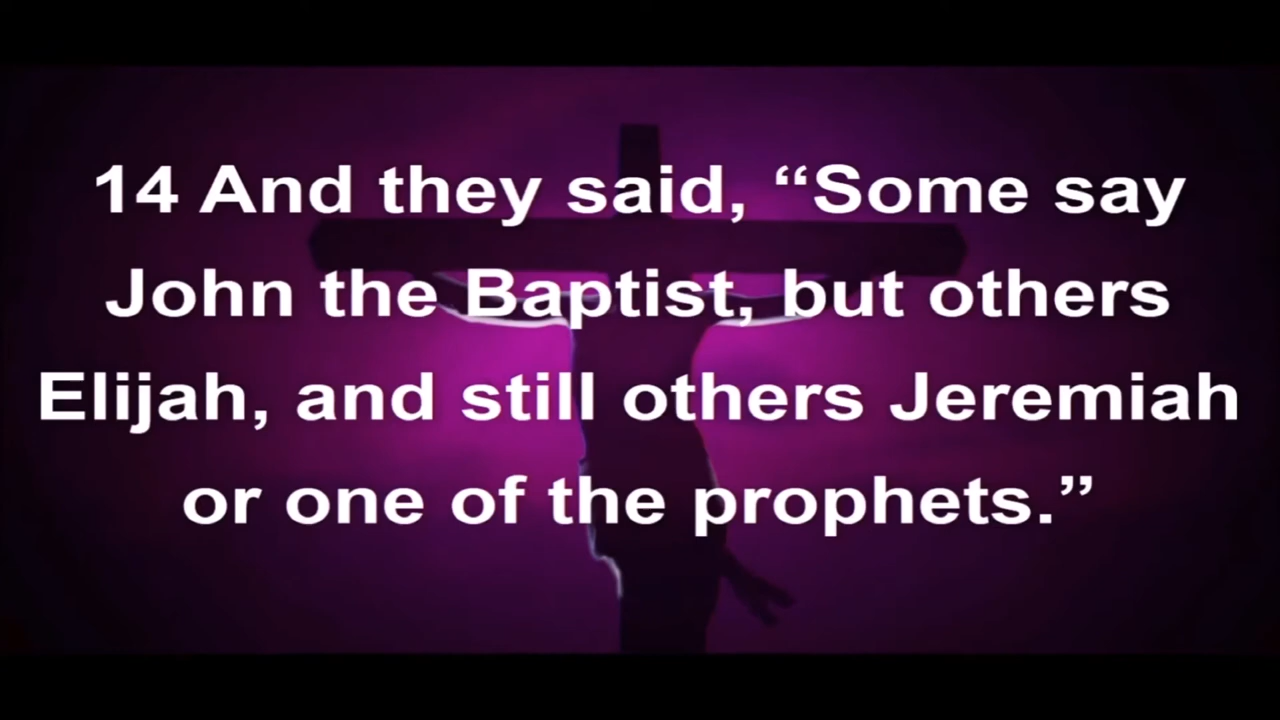 14 And they said, “Some say
John the Baptist, but others
Elijah, and still others Jeremiah
or one of the prophets.”